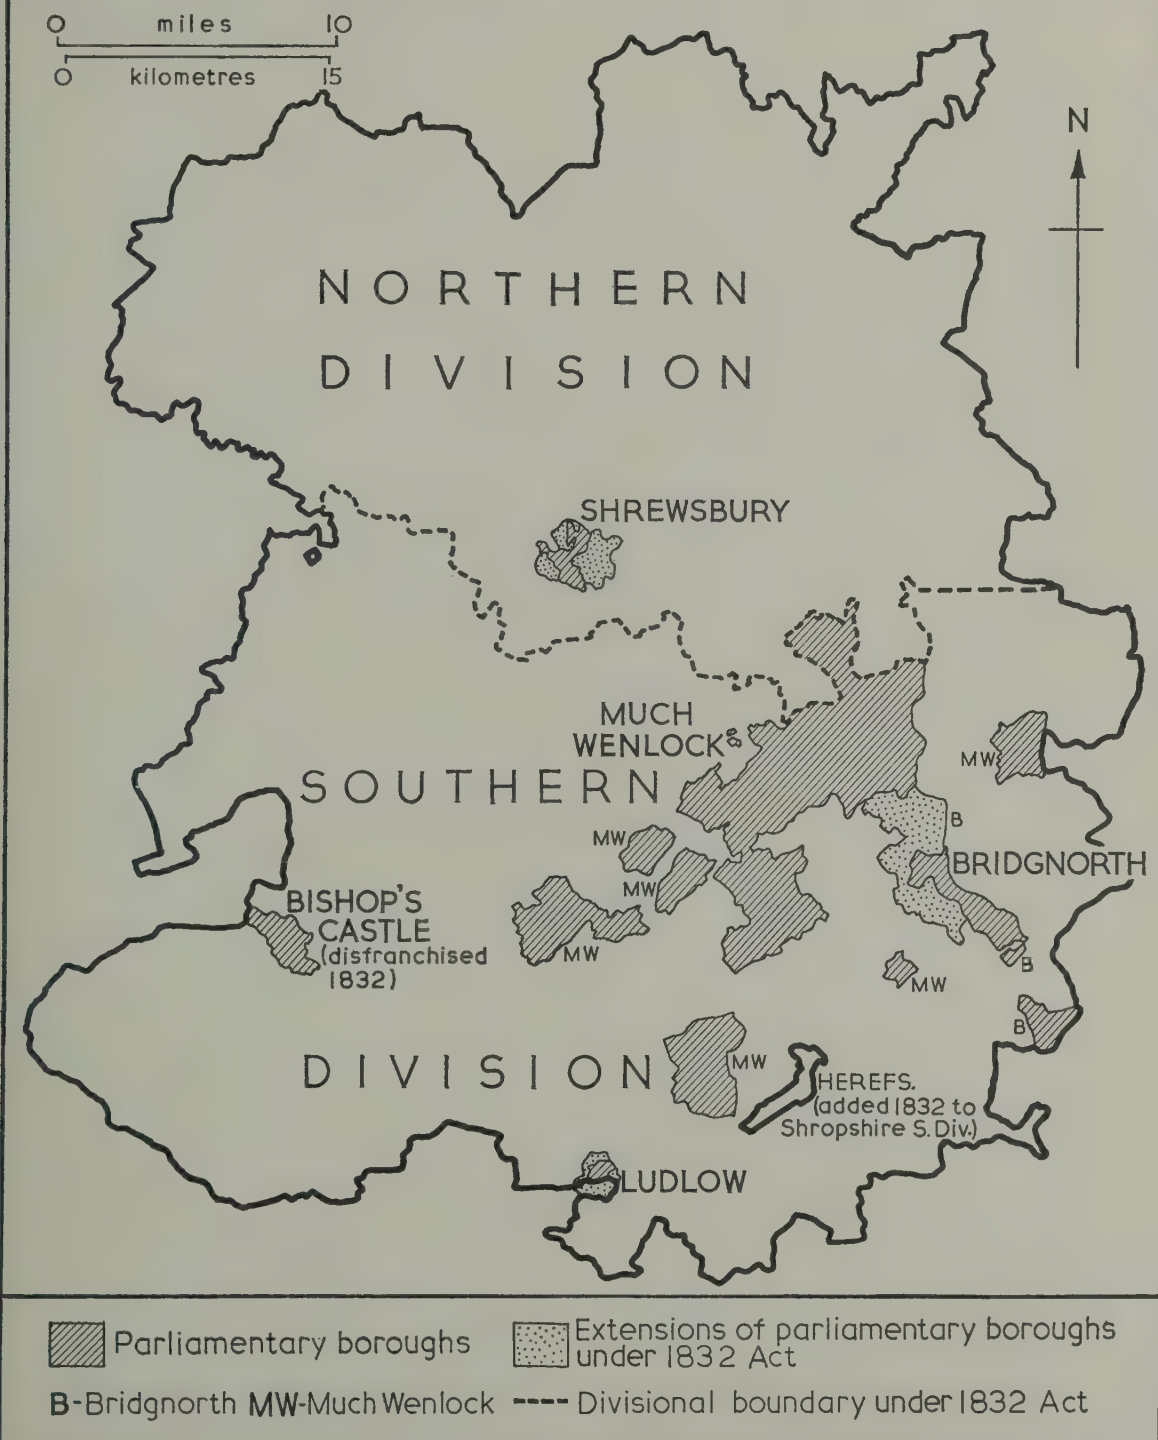 0 miles 10
0 kilometres 15
N
NORTHERN
DIVISION
SHREWSBURY
MUCH
WENLOCK
MW
SOUTHERN
B
MW
BRIDGNORTH
MW
BISHOP'S
CASTLE
(disfranchised
1832)
MW
B
MW
B
DIVISION
MW
HEREFS.
(added 1832 to
Shropshire S. Div.)
LUDLOW
Parliamentary boroughs
Extensions of parliamentary boroughs
under 1832 Act
B-Bridgnorth MW-Much Wenlock
Divisional boundary under 1832 Act